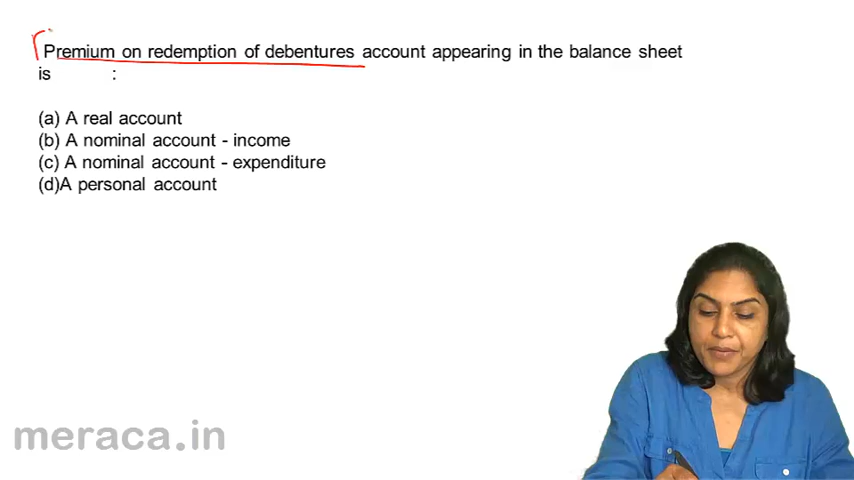 Premium on redemption of debentures account appearing in the balance sheet
is :
(a) A real account
(b) A nominal account - income
(c) A nominal account - expenditure
(d)A personal account
meraca.in